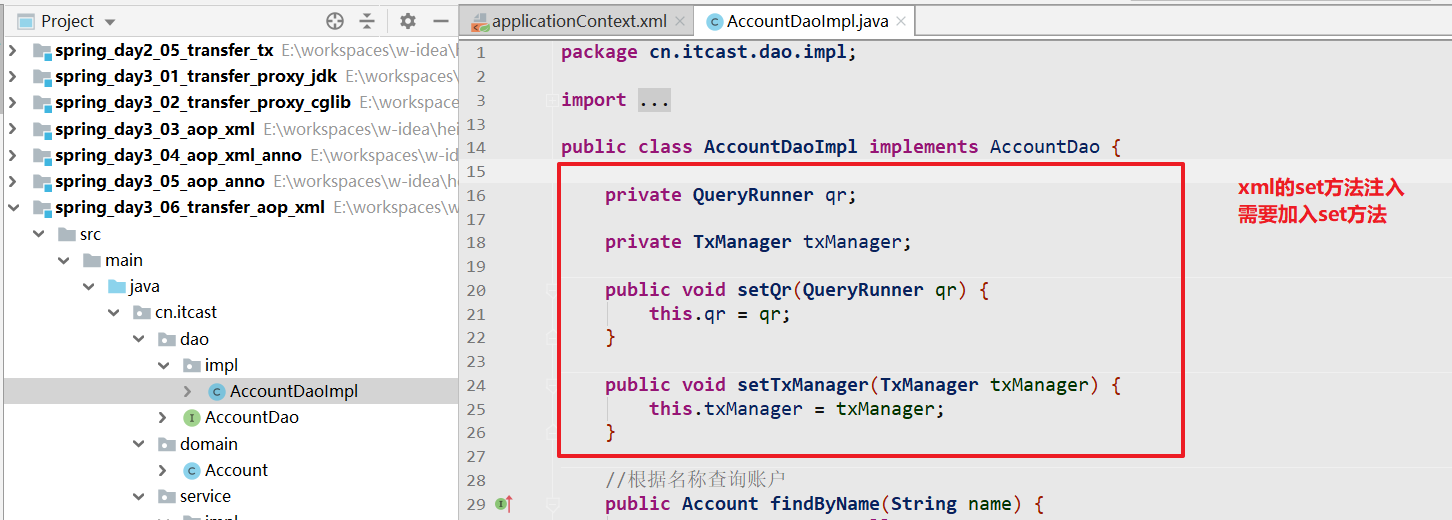 Project
spring_day2_05_transfer_tx E:\workspaces\w-idea\he
spring_day3_01_transfer_proxy_jdk E:\workspaces\
spring_day3_02_transfer_proxy_cglib E:\workspace
spring_day3_03_aop_xml E:\workspaces\w-idea\hei
spring_day3_04_aop_xml_anno E:\workspaces\w-id
spring_day3_05_aop_anno E:\workspaces\w-idea\h
spring_day3_06_transfer_aop_xml E:\workspaces\w
src
main
java
cn.itcast
dao
impl
AccountDaoImpl
AccountDao
domain
Account
service
impl
applicationContext.xml
AccountDaoImpl.java
1 package cn.itcast.dao.impl;
2
3 import ...
13
14 public class AccountDaoImpl implements AccountDao {
15
16 private QueryRunner qr;
17
18 private TxManager txManager;
19
20 public void setQr(QueryRunner qr) {
21 this.qr = qr;
22 }
23
24 public void setTxManager(TxManager txManager) {
25 this.txManager = txManager;
26 }
27
28 //根据名称查询账户
29 public Account findByName(String name) {
xml的set方法注入
需要加入set方法